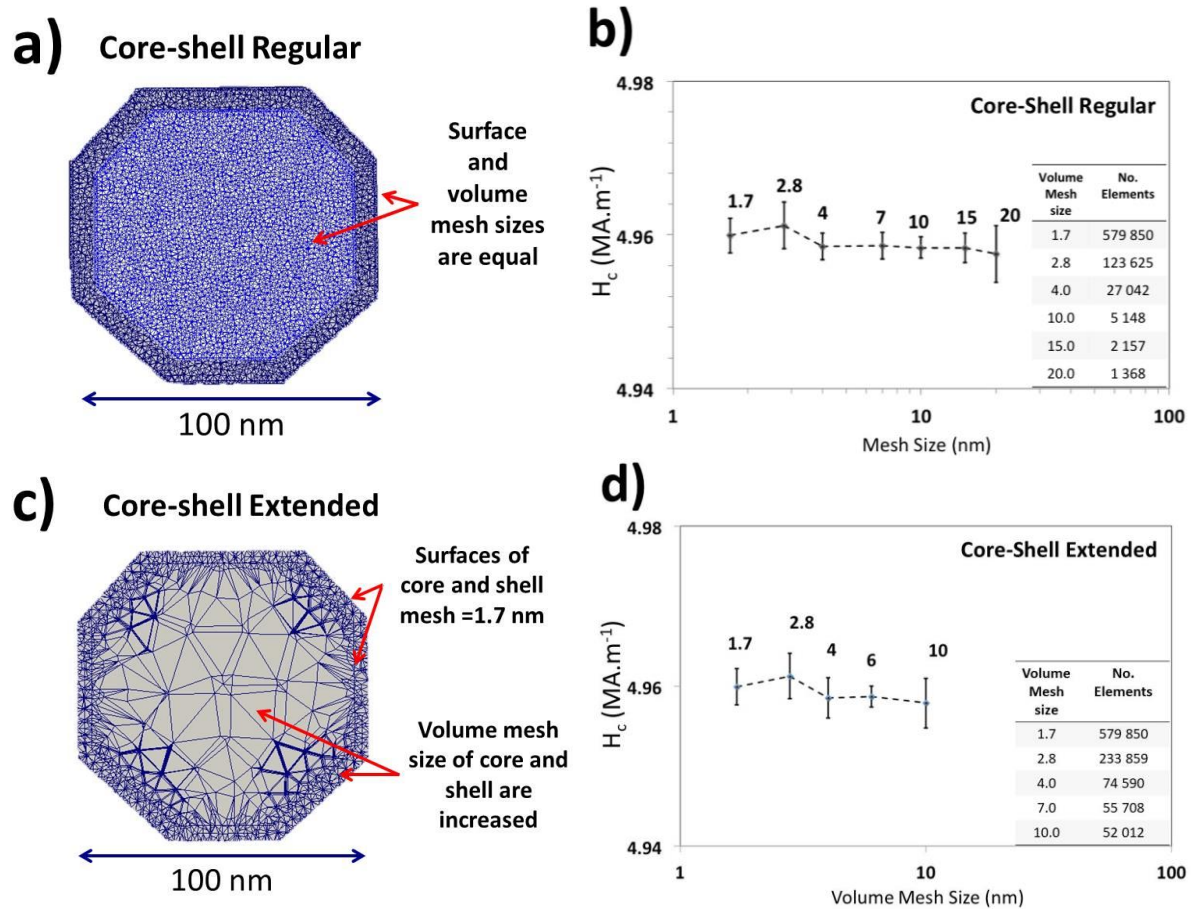 a)
Core-shell Regular
Surface
and
volume
mesh sizes
are equal
100 nm
b)
4.98
4.96
4.94
H_c (MA.m⁻¹)
Core-Shell Regular
1.7
2.8
4
7
10
15
20
Volume Mesh size No. Elements
1.7 579 850
2.8 123 625
4.0 27 042
10.0 5 148
15.0 2 157
20.0 1 368
1 10 100
Mesh Size (nm)
c)
Core-shell Extended
Surfaces of
core and shell
mesh =1.7 nm
Volume mesh
size of core and
shell are
increased
100 nm
d)
4.98
4.96
4.94
H_c (MA.m⁻¹)
Core-Shell Extended
1.7
2.8
4
6
10
Volume Mesh size No. Elements
1.7 579 850
2.8 233 859
4.0 74 590
7.0 55 708
10.0 52 012
1 10 100
Volume Mesh Size (nm)